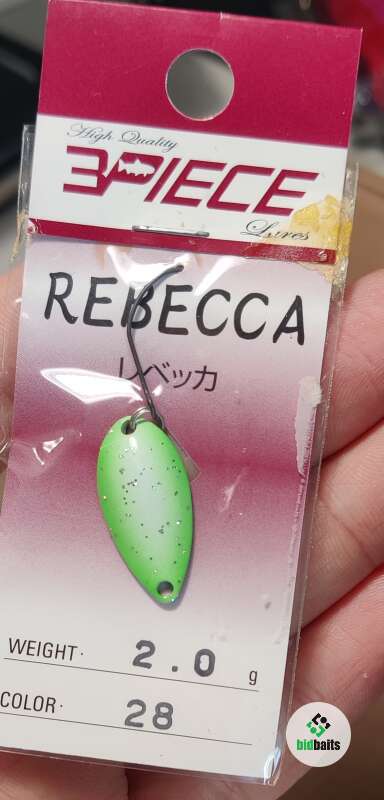 High Quality
3PIECE
Lures
REBECCA
レベッカ
WEIGHT· 2.0 g
COLOR· 28
bidbaits